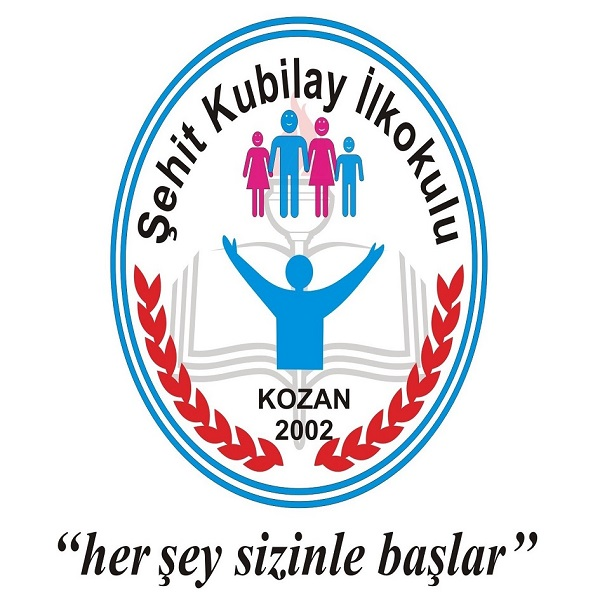 Şehit Kubilay İlkokulu
KOZAN
2002
“her şey sizinle başlar”